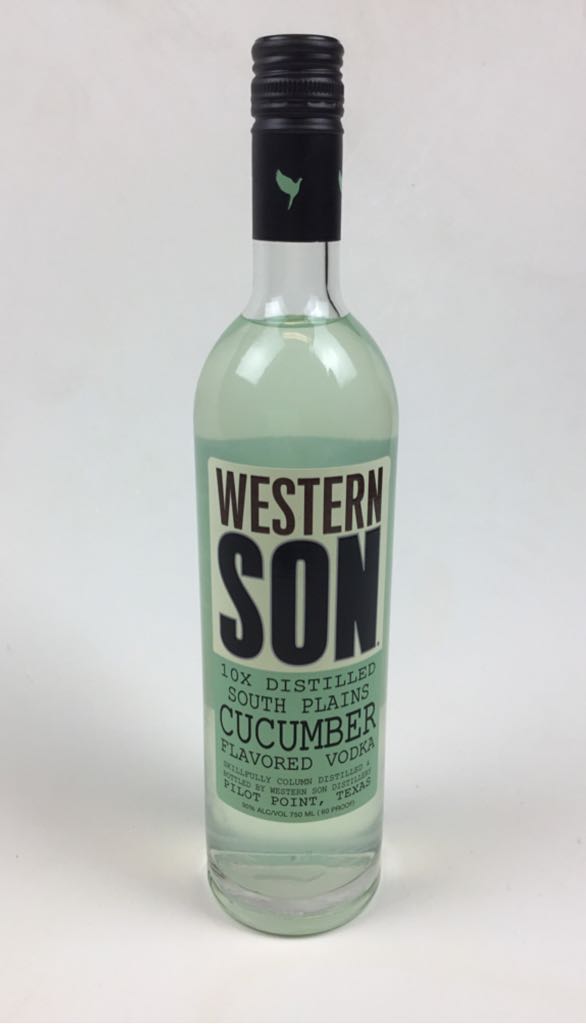 WESTERN
SON.
10X DISTILLED
SOUTH PLAINS
CUCUMBER
FLAVORED VODKA
SKILLFULLY COLUMN DISTILLED &
BOTTLED BY WESTERN SON DISTILLERY
PILOT POINT, TEXAS
30% ALC/VOL 750 ML (60 PROOF)